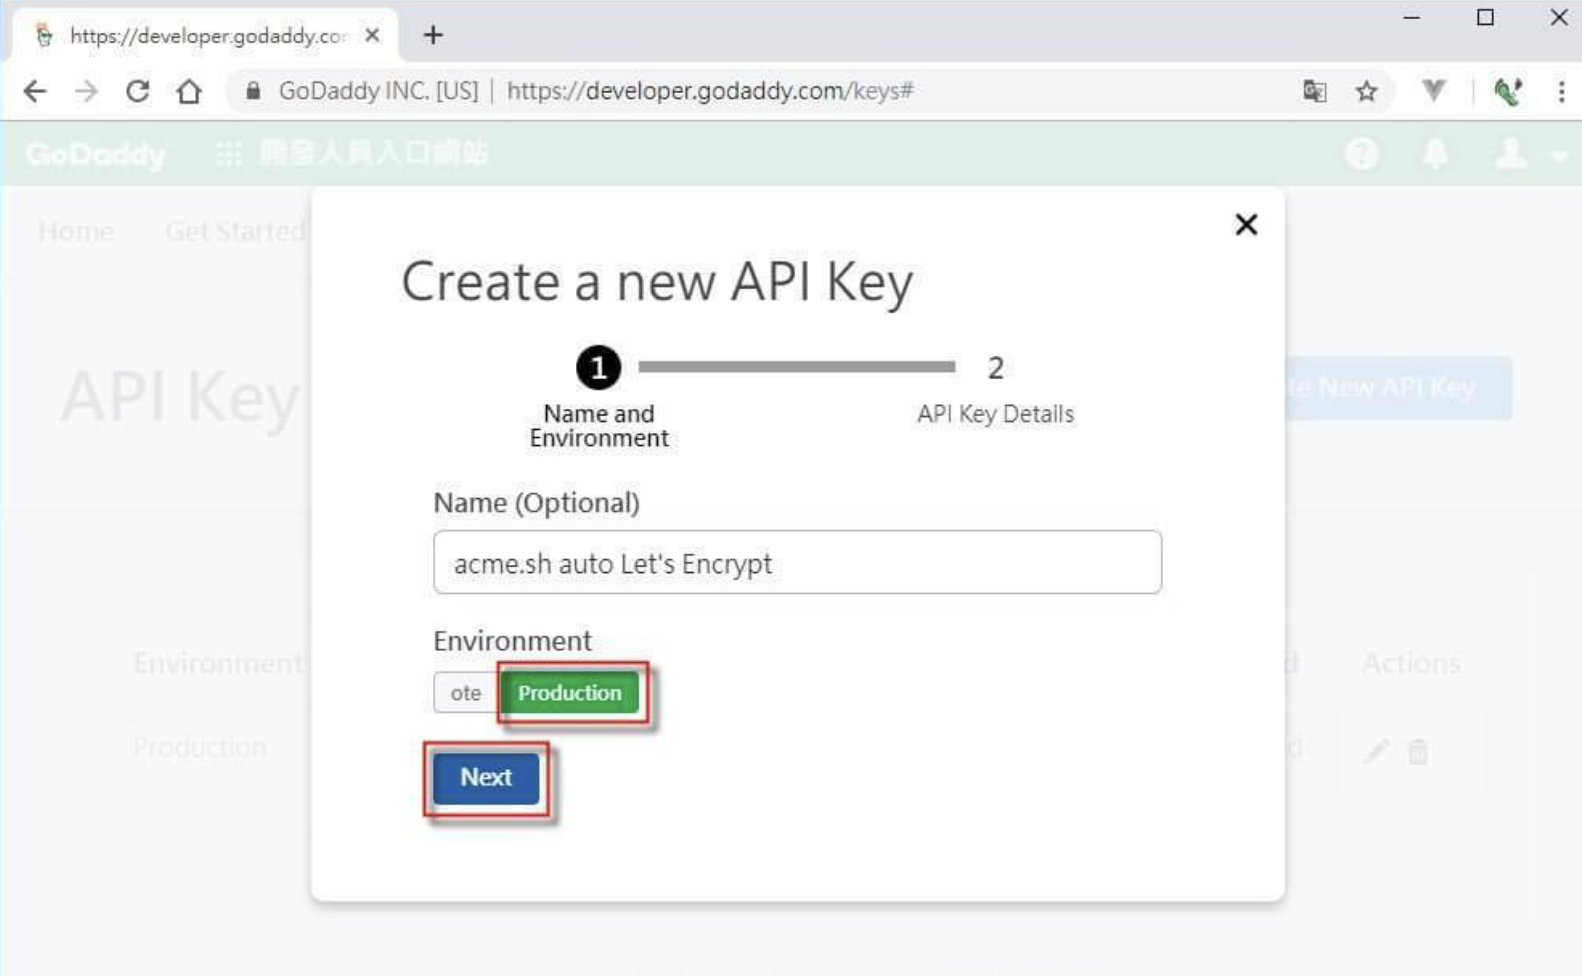 https://developer.godaddy.co
GoDaddy INC. [US] | https://developer.godaddy.com/keys#
GoDaddy 開發人員入口網站
Home Get Started
Create a new API Key
1 2
Name and
Environment
API Key Details
API Key
te New API Key
Name (Optional)
acme.sh auto Let's Encrypt
Environment
ote Production
Next
Environment d Actions
Production d